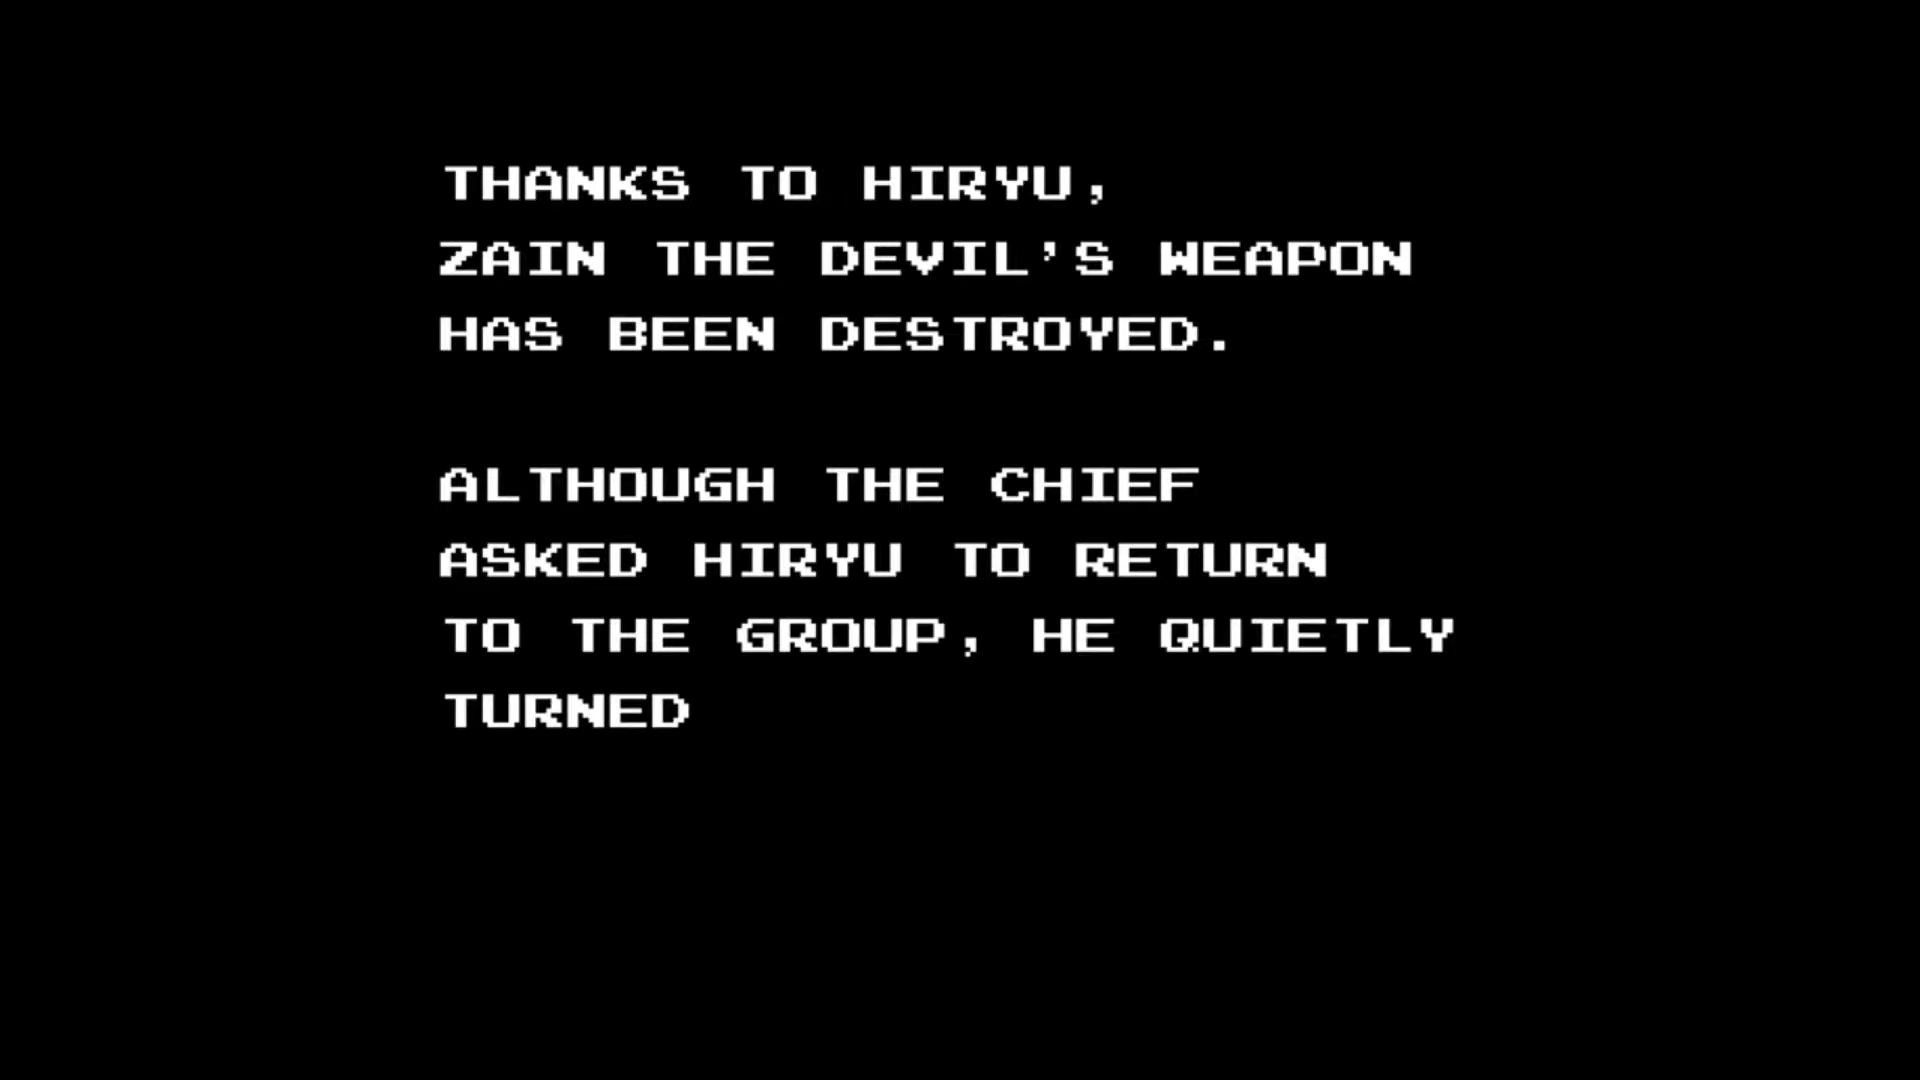 THANKS TO HIRYU,
ZAIN THE DEVIL'S WEAPON
HAS BEEN DESTROYED.
ALTHOUGH THE CHIEF
ASKED HIRYU TO RETURN
TO THE GROUP, HE QUIETLY
TURNED